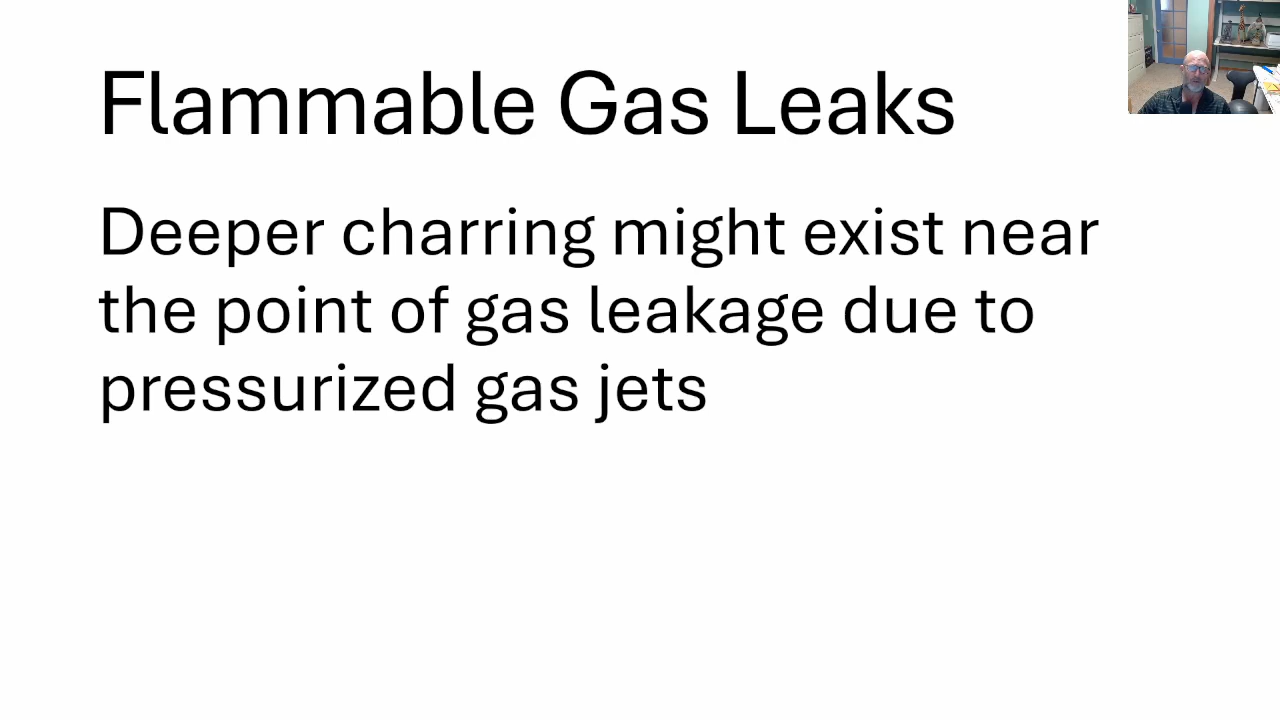 Flammable Gas Leaks
Deeper charring might exist near
the point of gas leakage due to
pressurized gas jets